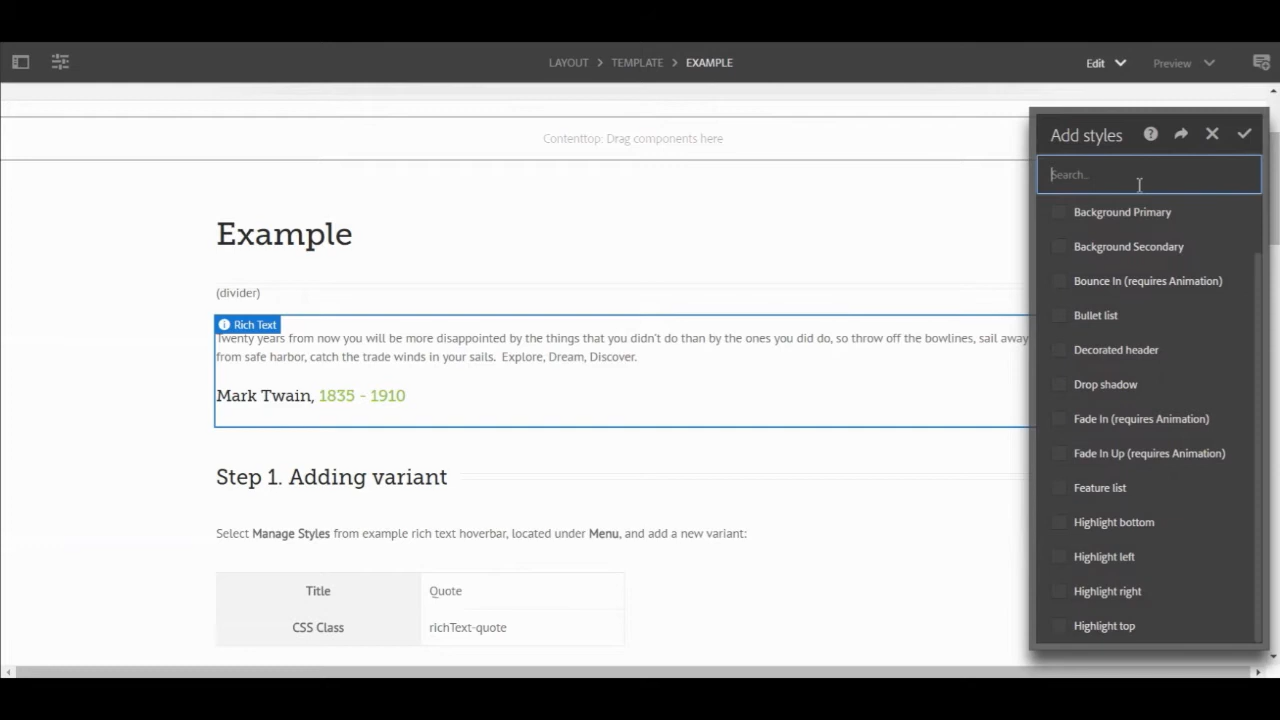 LAYOUT > TEMPLATE > EXAMPLE
Edit
Preview
Contenttop: Drag components here
Example
(divider)
Rich Text
Twenty years from now you will be more disappointed by the things that you didn't do than by the ones you did do, so throw off the bowlines, sail away
from safe harbor, catch the trade winds in your sails. Explore, Dream, Discover.
Mark Twain, 1835 - 1910
Step 1. Adding variant
Select Manage Styles from example rich text hoverbar, located under Menu, and add a new variant:
Title Quote
CSS Class richText-quote
Add styles
Search...
Background Primary
Background Secondary
Bounce In (requires Animation)
Bullet list
Decorated header
Drop shadow
Fade In (requires Animation)
Fade In Up (requires Animation)
Feature list
Highlight bottom
Highlight left
Highlight right
Highlight top